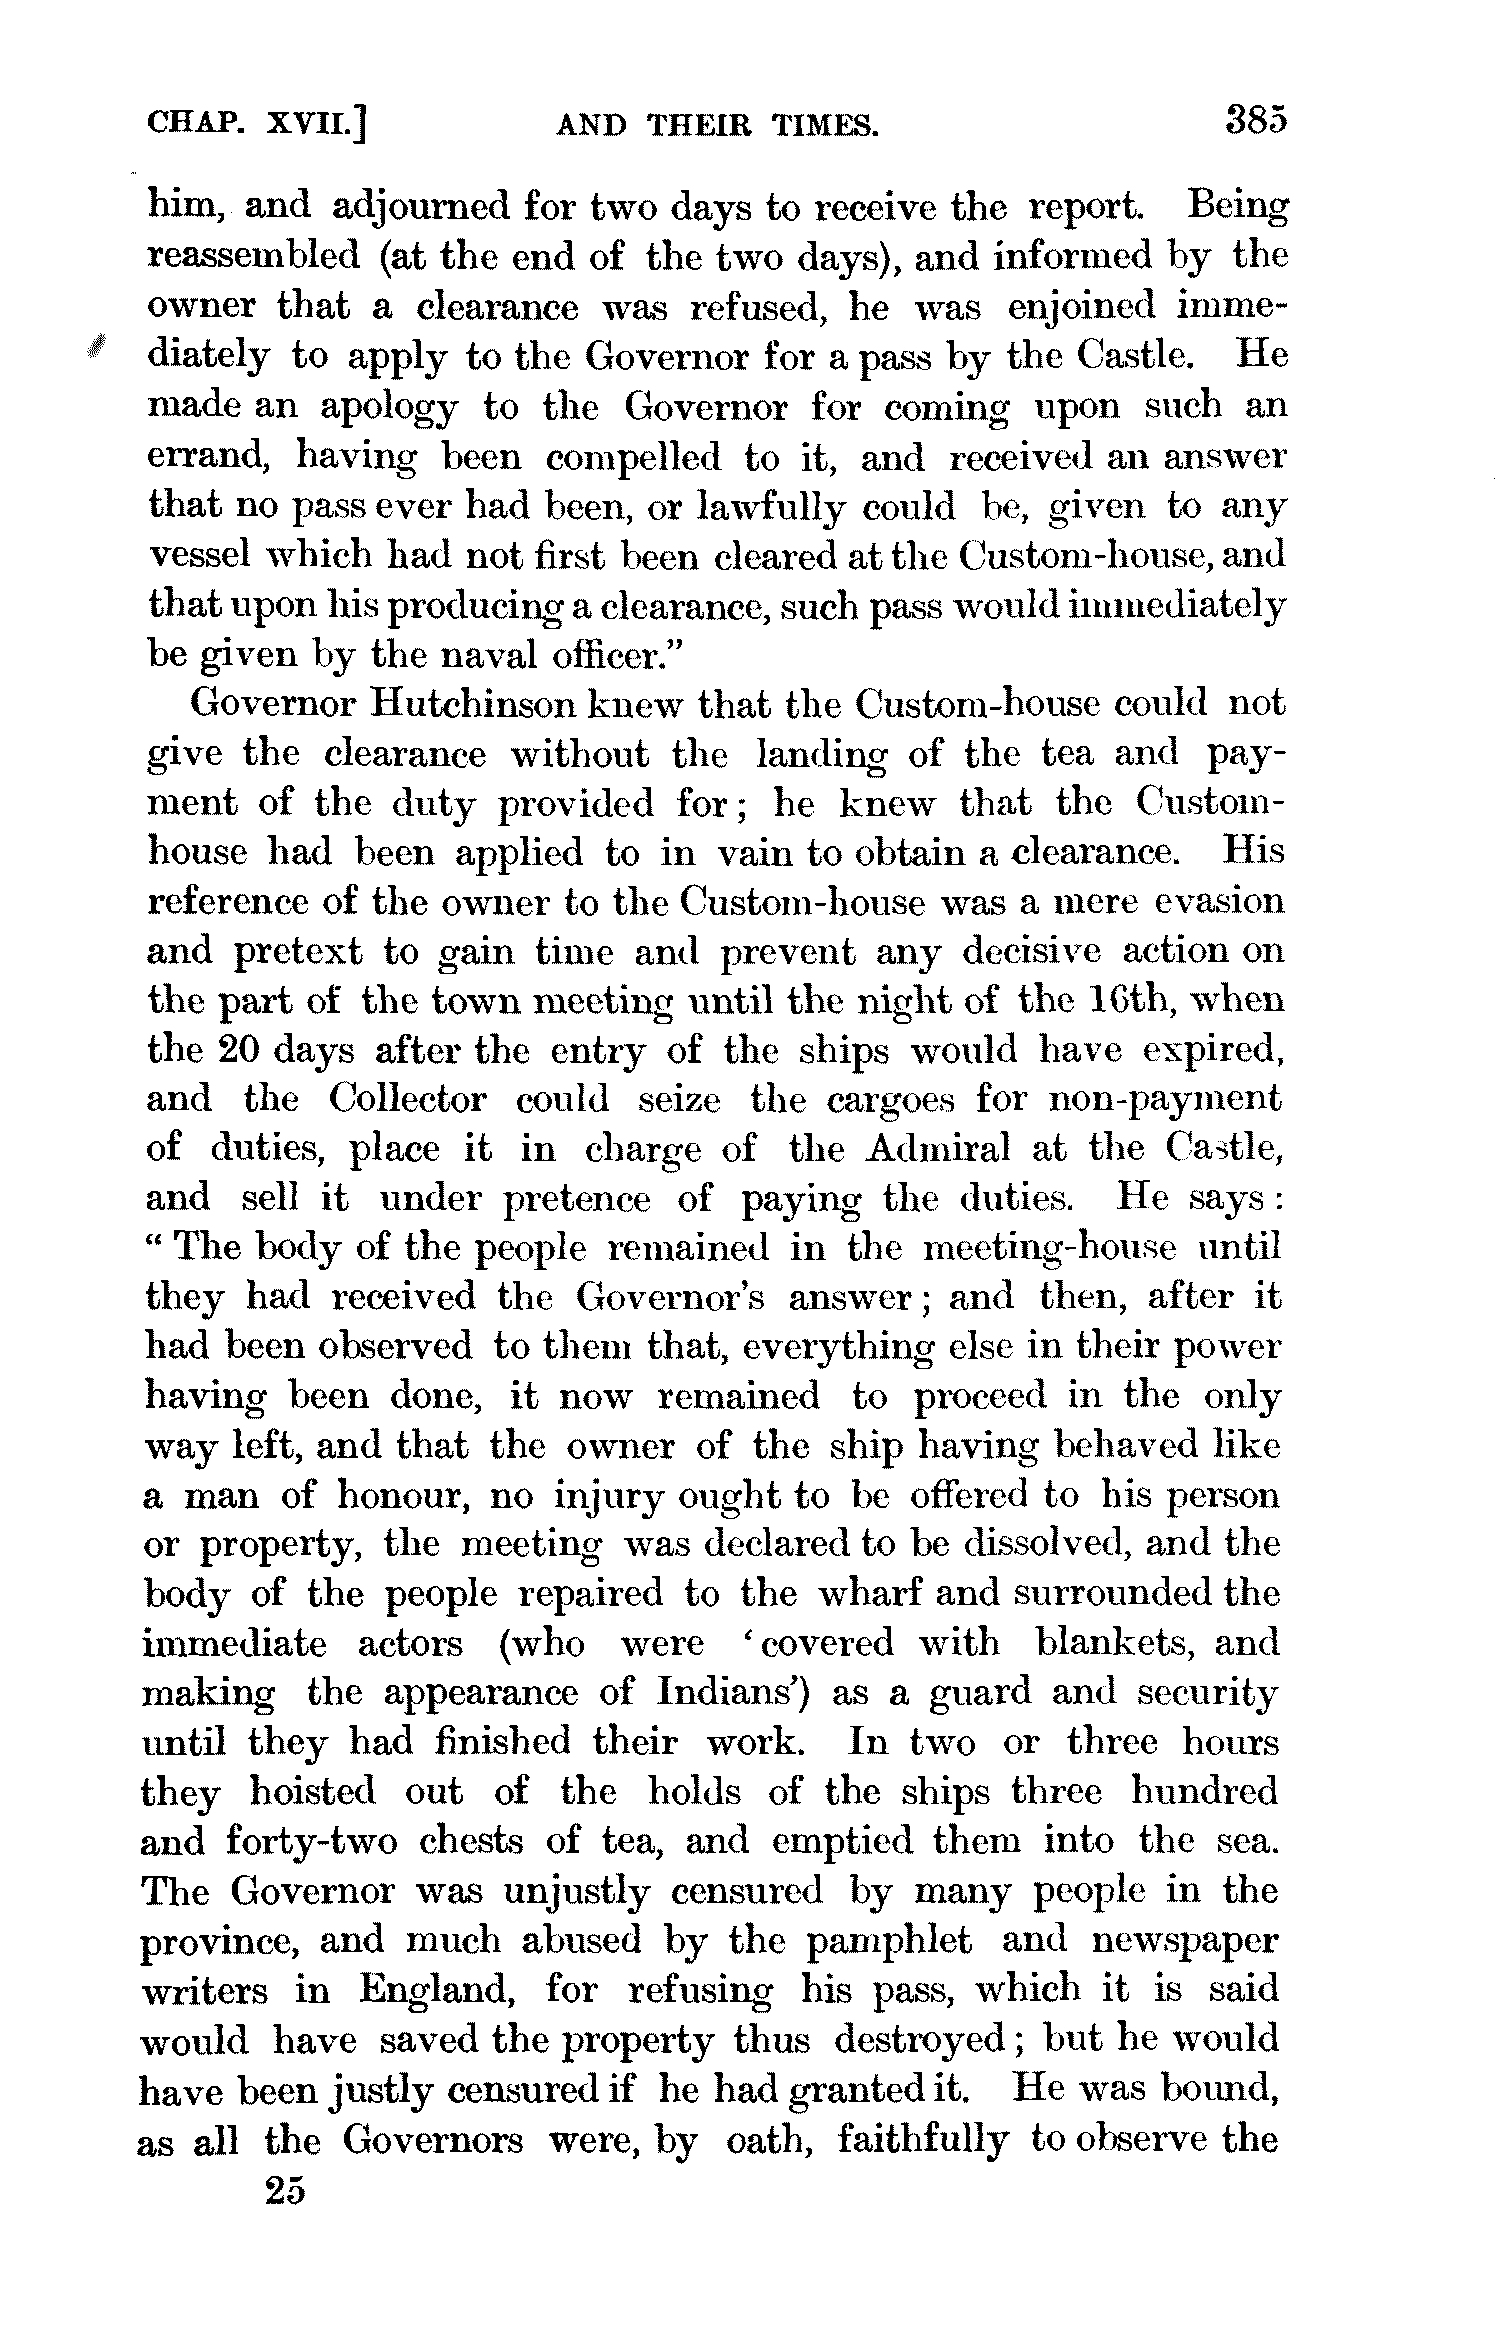 CHAP. XVII.] AND THEIR TIMES. 385
him, and adjourned for two days to receive the report. Being
reassembled (at the end of the two days), and informed by the
owner that a clearance was refused, he was enjoined imme-
diately to apply to the Governor for a pass by the Castle. He
made an apology to the Governor for coming upon such an
errand, having been compelled to it, and received an answer
that no pass ever had been, or lawfully could be, given to any
vessel which had not first been cleared at the Custom-house, and
that upon his producing a clearance, such pass would immediately
be given by the naval officer."
Governor Hutchinson knew that the Custom-house could not
give the clearance without the landing of the tea and pay-
ment of the duty provided for; he knew that the Custom-
house had been applied to in vain to obtain a clearance. His
reference of the owner to the Custom-house was a mere evasion
and pretext to gain time and prevent any decisive action on
the part of the town meeting until the night of the 16th, when
the 20 days after the entry of the ships would have expired,
and the Collector could seize the cargoes for non-payment
of duties, place it in charge of the Admiral at the Castle,
and sell it under pretence of paying the duties. He says:
"The body of the people remained in the meeting-house until
they had received the Governor's answer; and then, after it
had been observed to them that, everything else in their power
having been done, it now remained to proceed in the only
way left, and that the owner of the ship having behaved like
a man of honour, no injury ought to be offered to his person
or property, the meeting was declared to be dissolved, and the
body of the people repaired to the wharf and surrounded the
immediate actors (who were 'covered with blankets, and
making the appearance of Indians') as a guard and security
until they had finished their work. In two or three hours
they hoisted out of the holds of the ships three hundred
and forty-two chests of tea, and emptied them into the sea.
The Governor was unjustly censured by many people in the
province, and much abused by the pamphlet and newspaper
writers in England, for refusing his pass, which it is said
would have saved the property thus destroyed; but he would
have been justly censured if he had granted it. He was bound,
as all the Governors were, by oath, faithfully to observe the
25